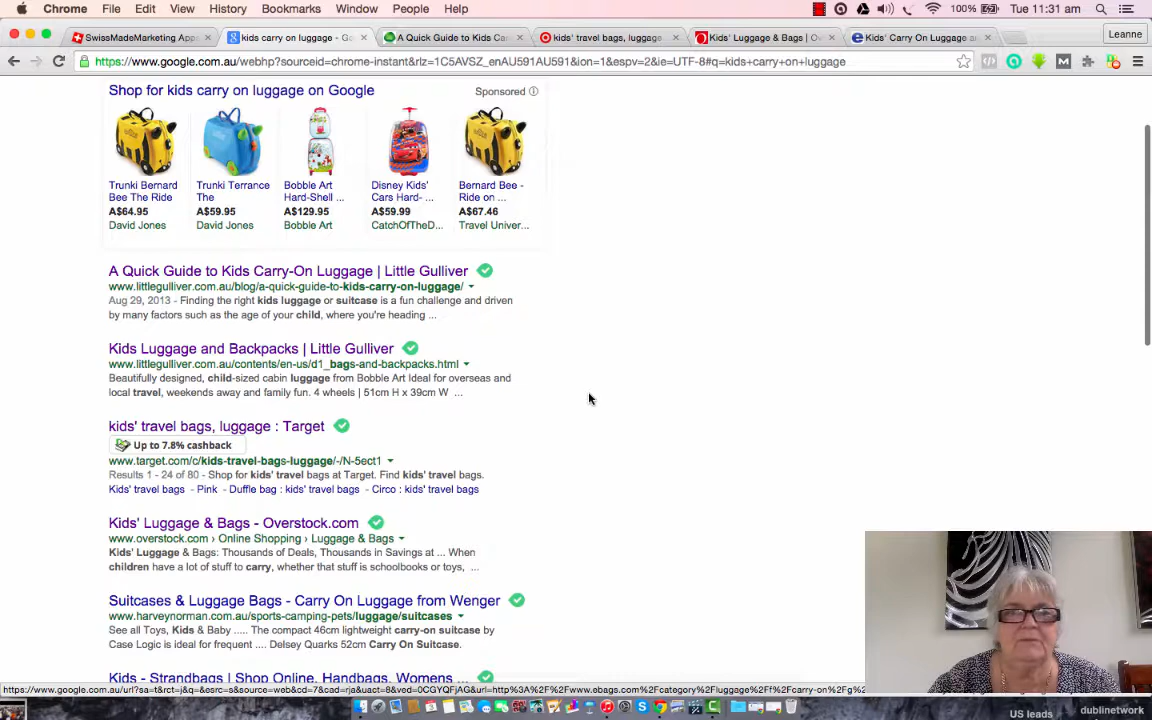 Chrome File Edit View History Bookmarks Window People Help 100% Tue 11:31 am
SwissMadeMarketing Apps kids carry on luggage - Go A Quick Guide to Kids Ca kids' travel bags, luggage Kids' Luggage & Bags | Ov Kids' Carry On Luggage a Leanne
https://www.google.com.au/webhp?sourceid=chrome-instant&rlz=1C5AVSZ_enAU591AU591&ion=1&espv=2&ie=UTF-8#q=kids+carry+on+luggage
Shop for kids carry on luggage on Google Sponsored
Trunki Bernard Trunki Terrance Bobble Art Disney Kids' Bernard Bee -
Bee The Ride The Hard-Shell ... Cars Hard- ... Ride on ...
A$64.95 A$59.95 A$129.95 A$59.99 A$67.46
David Jones David Jones Bobble Art CatchOfTheD... Travel Univer...
A Quick Guide to Kids Carry-On Luggage | Little Gulliver
www.littlegulliver.com.au/blog/a-quick-guide-to-kids-carry-on-luggage/
Aug 29, 2013 - Finding the right kids luggage or suitcase is a fun challenge and driven
by many factors such as the age of your child, where you're heading ...
Kids Luggage and Backpacks | Little Gulliver
www.littlegulliver.com.au/contents/en-us/d1_bags-and-backpacks.html
Beautifully designed, child-sized cabin luggage from Bobble Art Ideal for overseas and
local travel, weekends away and family fun. 4 wheels | 51cm H x 39cm W ...
kids' travel bags, luggage : Target
Up to 7.8% cashback
www.target.com/c/kids-travel-bags-luggage/-/N-5ect1
Results 1 - 24 of 80 - Shop for kids' travel bags at Target. Find kids' travel bags.
Kids' travel bags - Pink - Duffle bag : kids' travel bags - Circo : kids' travel bags
Kids' Luggage & Bags - Overstock.com
www.overstock.com › Online Shopping › Luggage & Bags
Kids' Luggage & Bags: Thousands of Deals, Thousands in Savings at ... When
children have a lot of stuff to carry, whether that stuff is schoolbooks or toys, ...
Suitcases & Luggage Bags - Carry On Luggage from Wenger
www.harveynorman.com.au/sports-camping-pets/luggage/suitcases
See all Toys, Kids & Baby ..... The compact 46cm lightweight carry-on suitcase by
Case Logic is ideal for frequent .... Delsey Quarks 52cm Carry On Suitcase.
Kids - Strandbags | Shop Online, Handbags, Womens ...
https://www.google.com.au/url?sa=t&rct=j&q=&esrc=s&source=web&cd=7&cad=rja&uact=8&ved=0CGYQFjAG&url=http%3A%2F%2Fwww.ebags.com%2Fcategory%2Fluggage%2Ff%2Fcarry-on%2Fg%2
US leads dublinetwork